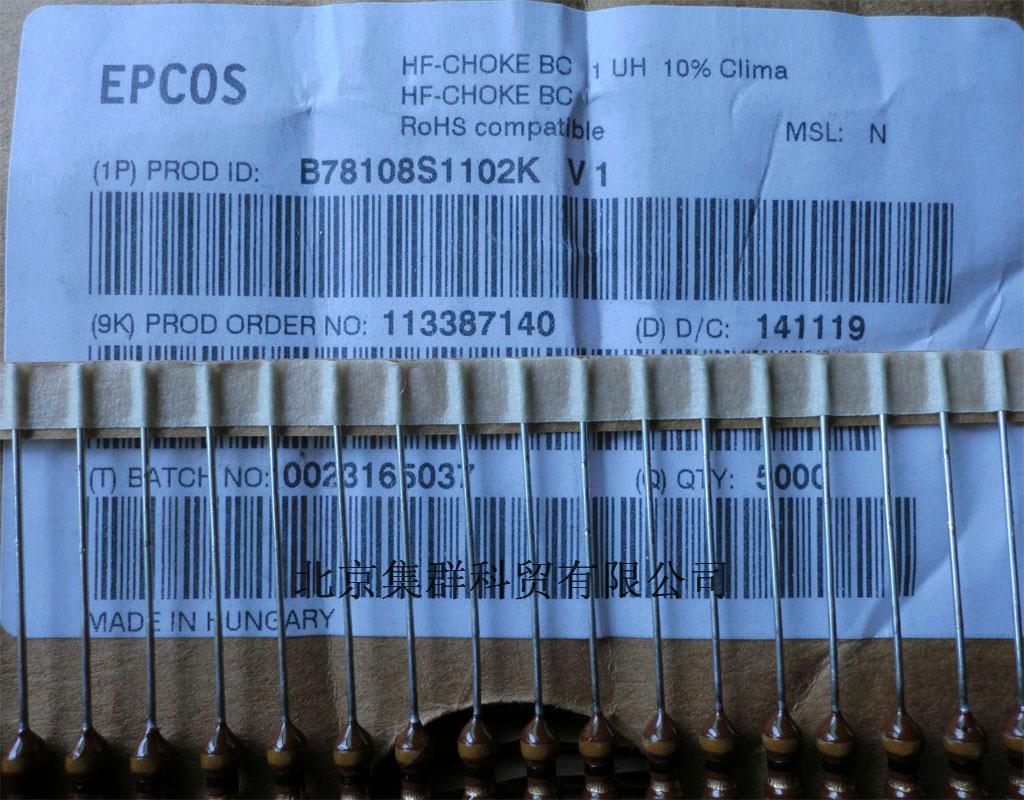 EPCOS
HF-CHOKE BC 1 UH 10% Clima
HF-CHOKE BC
RoHS compatible
MSL: N
(1P) PROD ID: B78108S1102K V 1
(9K) PROD ORDER NO: 113387140 (D) D/C: 141119
(T) BATCH NO: 0023165037 (Q) QTY: 5000
北京集群科贸有限公司
MADE IN HUNGARY